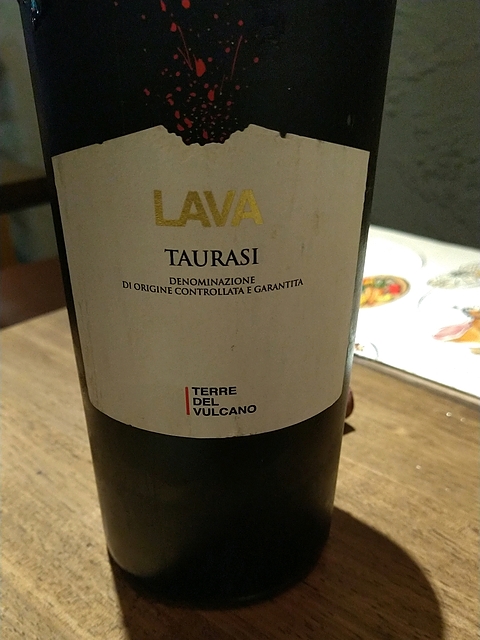 LAVA
TAURASI
DENOMINAZIONE
DI ORIGINE CONTROLLATA E GARANTITA
TERRE
DEL
VULCANO